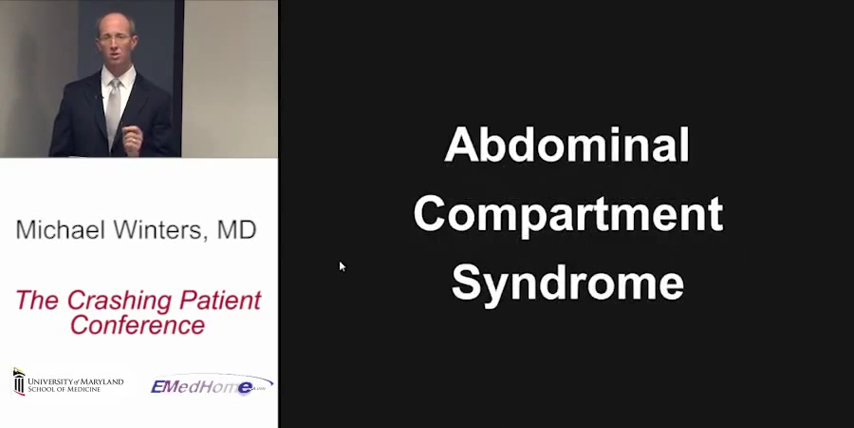 Abdominal
Compartment
Syndrome
Michael Winters, MD
The Crashing Patient
Conference
UNIVERSITY of MARYLAND
SCHOOL OF MEDICINE
EMedHome